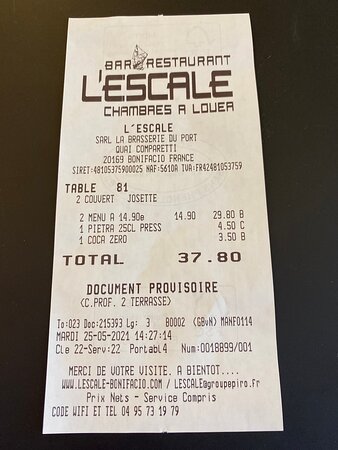 BAR RESTAURANT
L'ESCALE
CHAMBRES A LOUER
L'ESCALE
SARL LA BRASSERIE DU PORT
QUAI COMPARETTI
20169 BONIFACIO FRANCE
SIRET:48105375900025 NAF:5610A IVA:FR42481053759
TABLE 81
2 COUVERT JOSETTE
2 MENU A 14.90e 14.90 29.80 B
1 PIETRA 25CL PRESS 4.50 C
1 COCA ZERO 3.50 B
TOTAL 37.80
DOCUMENT PROVISOIRE
(C.PROF. 2 TERRASSE)
To:023 Doc:215393 Lg: 3 80002 (GBvN) MANF0114
MARDI 25-05-2021 14:27:14
Cle 22-Serv:22 Portabl4 Num:0018899/001
MERCI DE VOTRE VISITE. A BIENTOT....
WWW.LESCALE-BONIFACIO.COM / LESCALE@groupepiro.fr
Prix Nets - Service Compris
CODE WIFI ET TEL 04 95 73 19 79